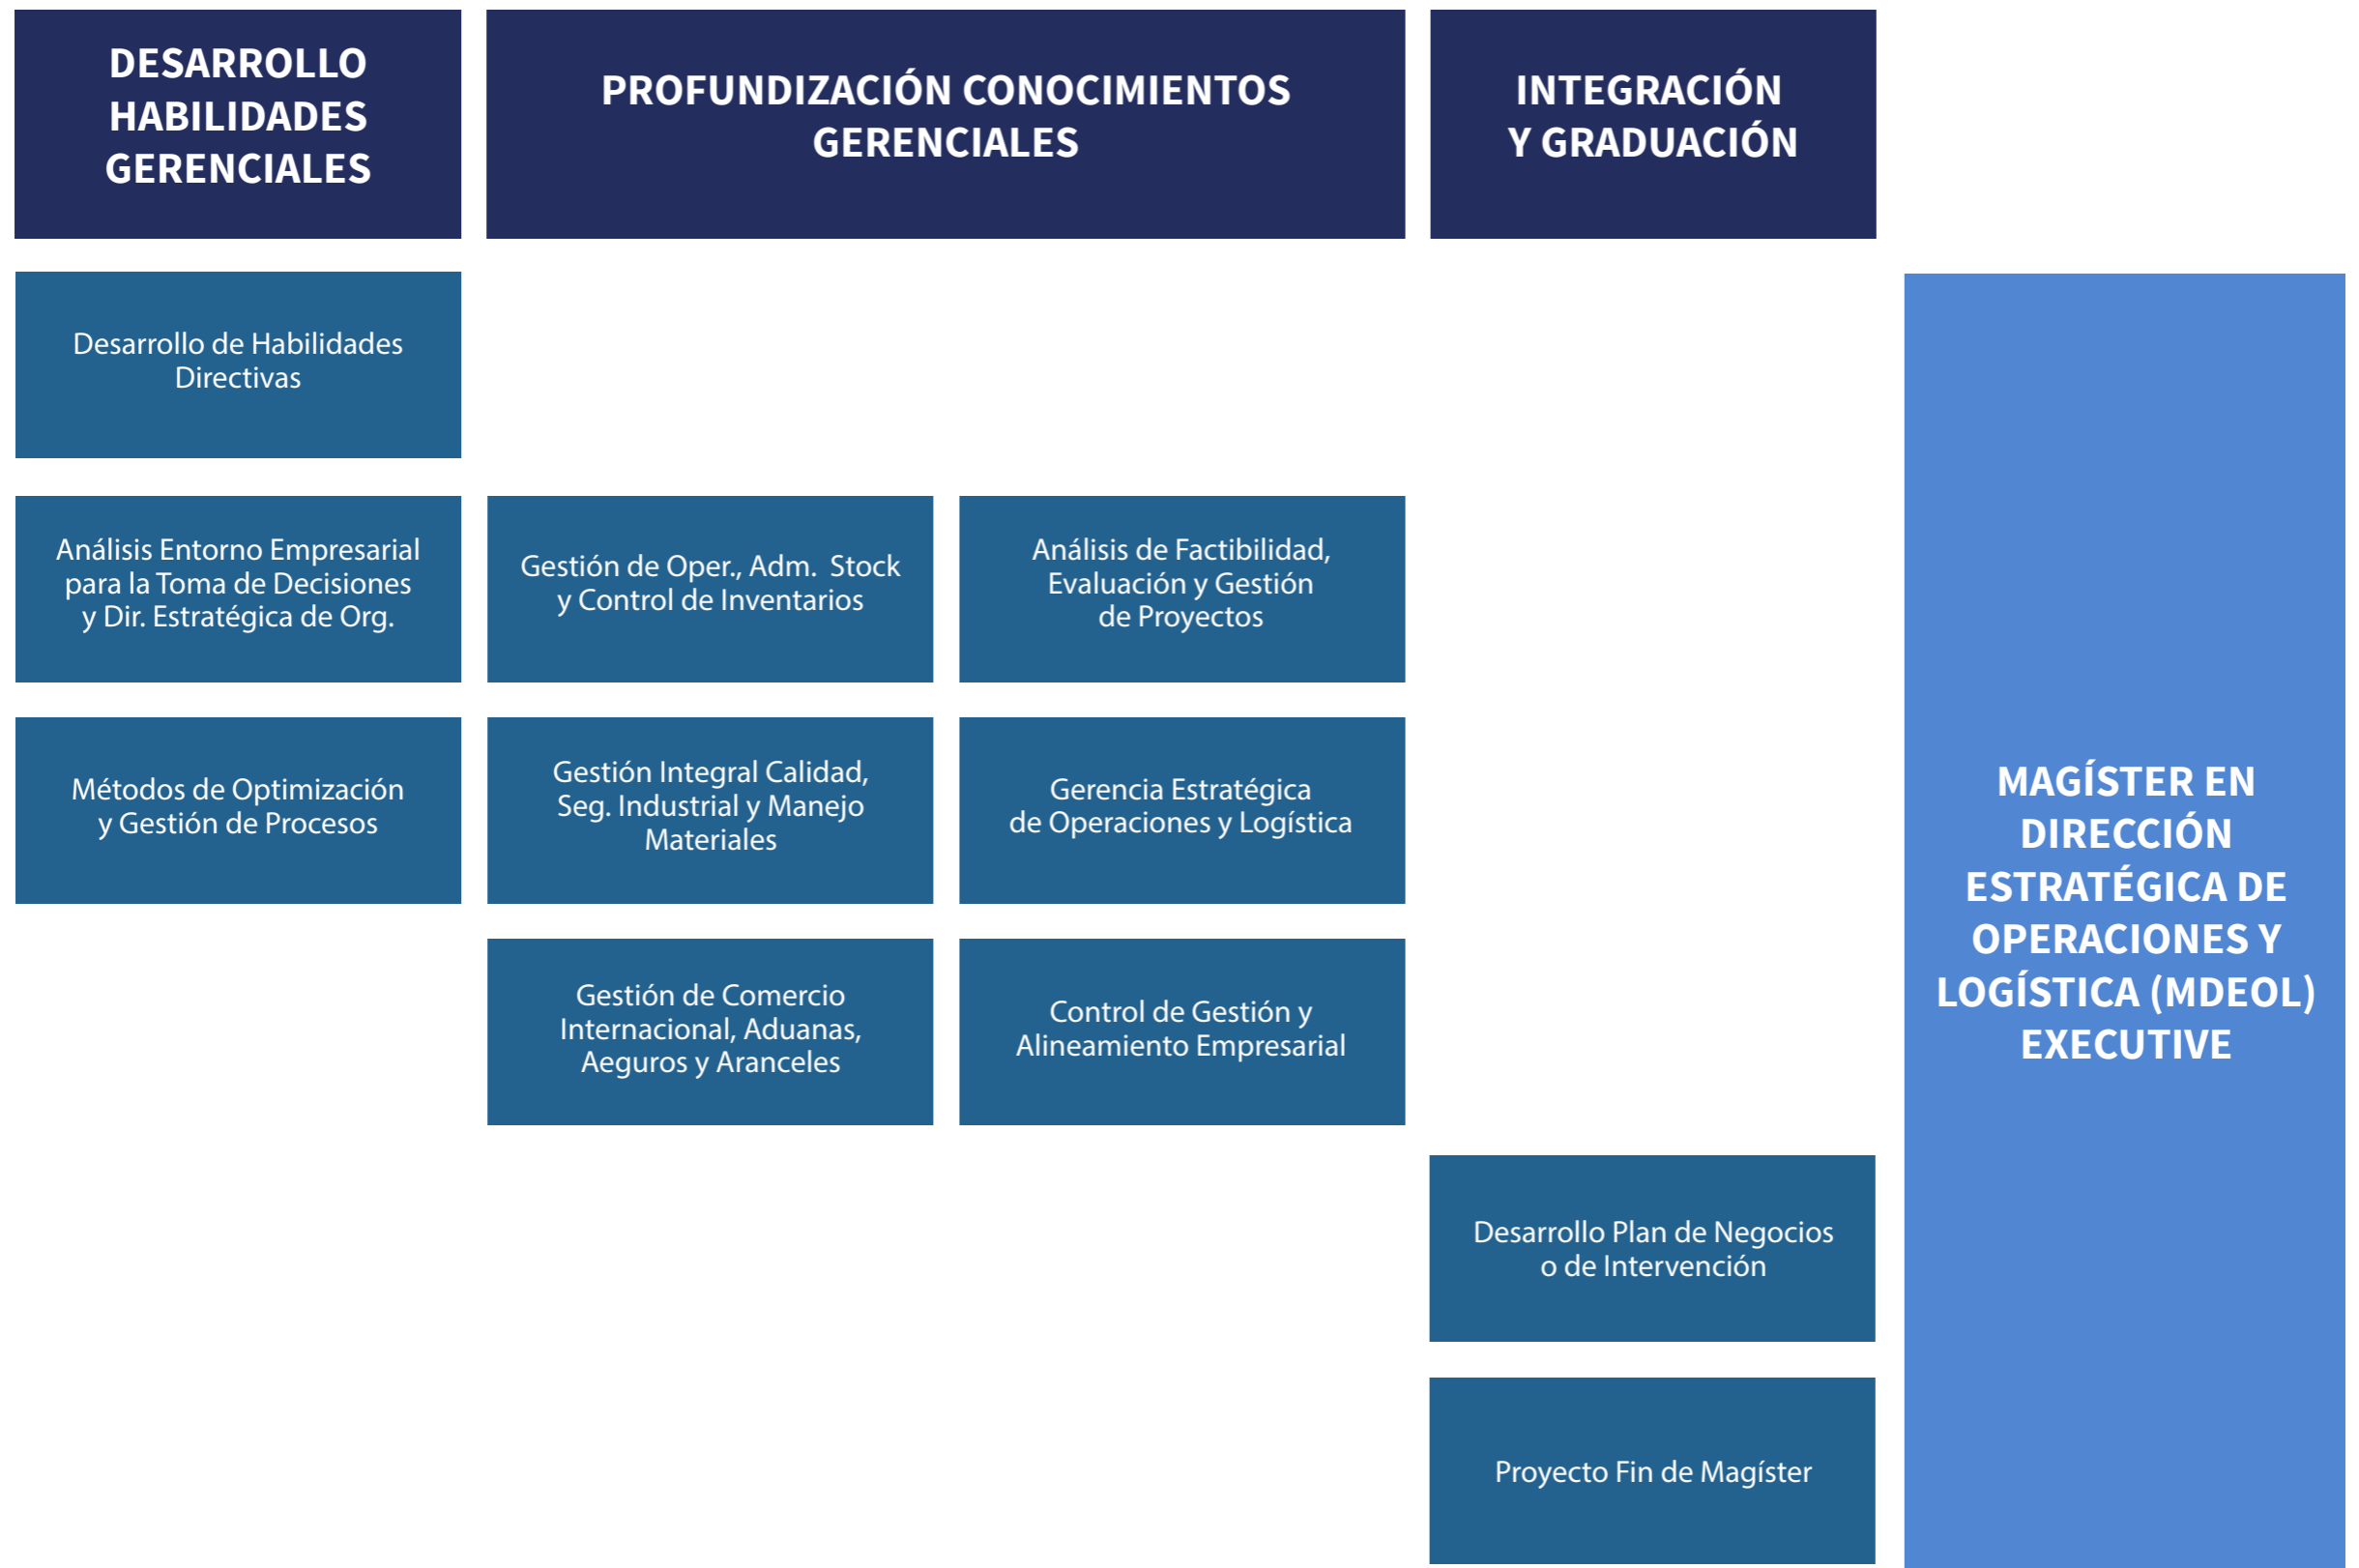 DESARROLLO
HABILIDADES
GERENCIALES
PROFUNDIZACIÓN CONOCIMIENTOS
GERENCIALES
INTEGRACIÓN
Y GRADUACIÓN
Desarrollo de Habilidades
Directivas
Análisis Entorno Empresarial
para la Toma de Decisiones
y Dir. Estratégica de Org.
Gestión de Oper., Adm. Stock
y Control de Inventarios
Análisis de Factibilidad,
Evaluación y Gestión
de Proyectos
Métodos de Optimización
y Gestión de Procesos
Gestión Integral Calidad,
Seg. Industrial y Manejo
Materiales
Gerencia Estratégica
de Operaciones y Logística
Gestión de Comercio
Internacional, Aduanas,
Aeguros y Aranceles
Control de Gestión y
Alineamiento Empresarial
Desarrollo Plan de Negocios
o de Intervención
Proyecto Fin de Magíster
MAGÍSTER EN
DIRECCIÓN
ESTRATÉGICA DE
OPERACIONES Y
LOGÍSTICA (MDEOL)
EXECUTIVE